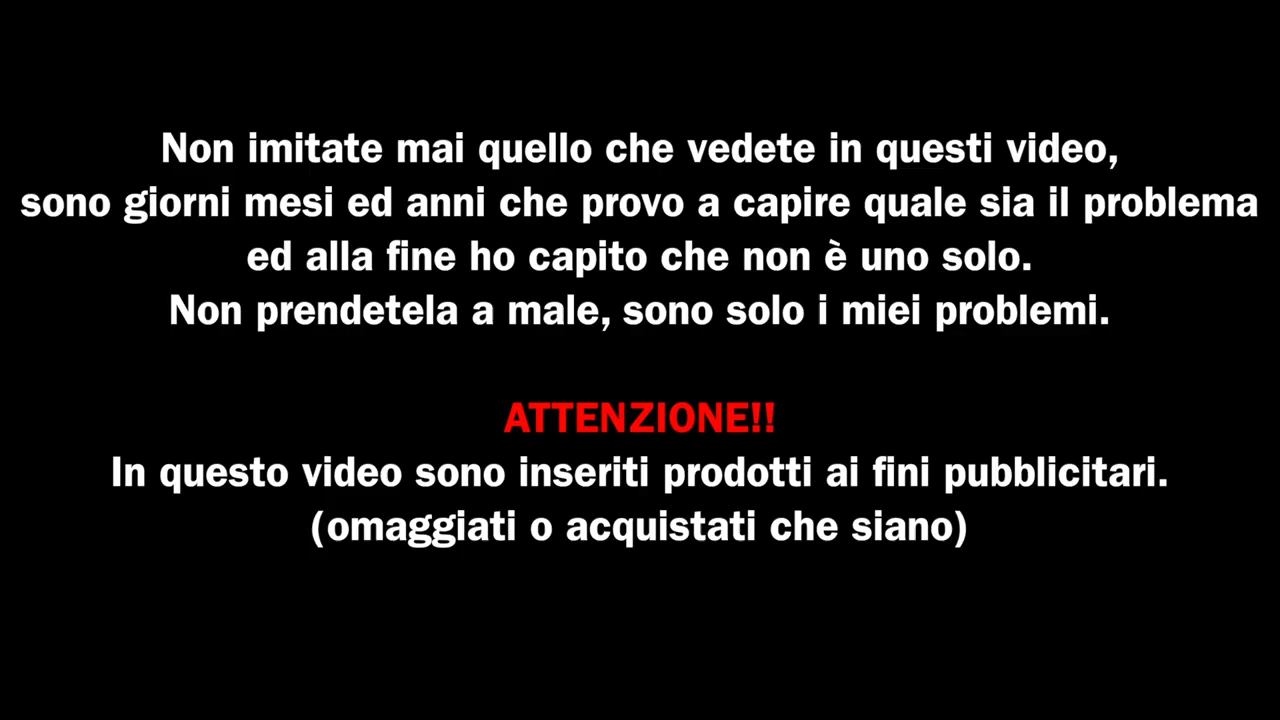 Non imitate mai quello che vedete in questi video,
sono giorni mesi ed anni che provo a capire quale sia il problema
ed alla fine ho capito che non è uno solo.
Non prendetela a male, sono solo i miei problemi.
ATTENZIONE!!
In questo video sono inseriti prodotti ai fini pubblicitari.
(omaggiati o acquistati che siano)